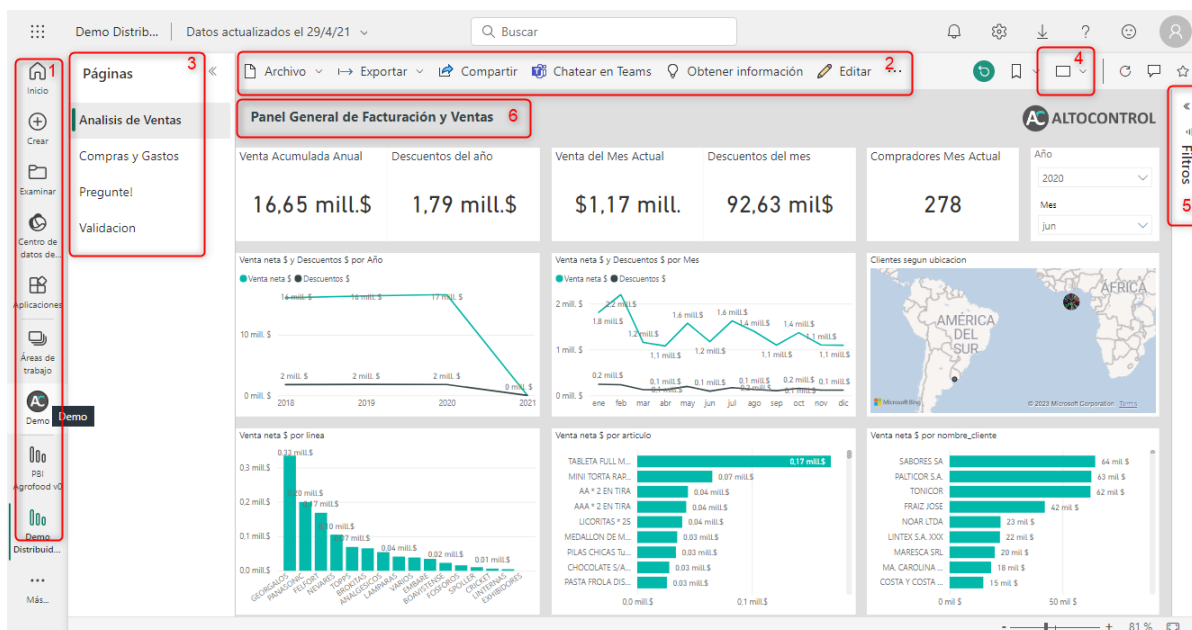 Demo Distrib...
Datos actualizados el 29/4/21
Buscar
1
Inicio
Crear
Examinar
Centro de
datos de...
Aplicaciones
Áreas de
trabajo
Demo
Demo
PBI
Agrofood v0
Demo
Distribuid...
Más...
Páginas 3
Analisis de Ventas
Compras y Gastos
Pregunte!
Validacion
Archivo Exportar Compartir Chatear en Teams Obtener información Editar 2 ...
4
Filtros
5
Panel General de Facturación y Ventas 6
AC ALTOCONTROL
Venta Acumulada Anual
16,65 mill.$
Descuentos del año
1,79 mill.$
Venta del Mes Actual
$1,17 mill.
Descuentos del mes
92,63 mil$
Compradores Mes Actual
278
Año
2020
Mes
jun
Venta neta $ y Descuentos $ por Año
Venta neta $ Descuentos $
16 mill. $ 16 mill. $ 17 mill. $
10 mill. $
2 mill. $ 2 mill. $ 2 mill. $
0 mill. $
0 mill. $
2018 2019 2020 2021
Venta neta $ y Descuentos $ por Mes
Venta neta $ Descuentos $
2 mill. $
2.2 mill.$
1.8 mill.$
1.2 mill.$
1.6 mill.$ 1.6 mill.$
1.4 mill.$ 1.4 mill.$
1.1 mill.$
1 mill. $
1,1 mill.$ 1.2 mill.$ 1.1 mill.$ 1,1 mill.$
0.2 mill.$ 0.1 mill.$ 0.1 mill.$ 0.1 mill.$ 0.2 mill.$ 0.1 mill.$
0 mill. $
ene feb mar abr may jun jul ago sep oct nov dic
Clientes segun ubicacion
AMÉRICA
DEL
SUR
ÁFRICA
Microsoft Bing
© 2023 Microsoft Corporation Terms
Venta neta $ por linea
0.33 mill.$
0.3 mill.$
0.20 mill.$
0.2 mill.$
0.17 mill.$
0.10 mill.$
0.1 mill.$
0.07 mill.$
0.04 mill.$
0.02 mill.$
0.01 mill.$
0.0 mill.$
GEORGALOS
PANASONIC
FELFORT
NEVARES
TOPPS
BROKITAS
ANALGESICOS
LAMPARAS
VARIOS
EMBARE
BOAVISTENSE
FOSFOROS
SPOLLER
CRICKET
LINTERNAS
EXHIBIDORES
Venta neta $ por articulo
TABLETA FULL M... 0,17 mill.$
MINI TORTA RAP... 0.07 mill.$
AA * 2 EN TIRA 0.04 mill.$
AAA * 2 EN TIRA 0.04 mill.$
LICORITAS * 25 0.04 mill.$
MEDALLON DE M... 0.03 mill.$
PILAS CHICAS Tu... 0.03 mill.$
CHOCOLATE S/A... 0.03 mill.$
PASTA FROLA DIS... 0.03 mill.$
0,0 mill.$ 0,1 mill.$
Venta neta $ por nombre_cliente
SABORES SA 64 mil $
PALTICOR S.A. 63 mil $
TONICOR 62 mil $
FRAIZ JOSE 42 mil $
NOAR LTDA 23 mil $
LINTEX S.A. XXX 22 mil $
MARESCA SRL 20 mil $
MA. CAROLINA ... 18 mil $
COSTA Y COSTA ... 15 mil $
0 mil $ 50 mil $
- + 81 %